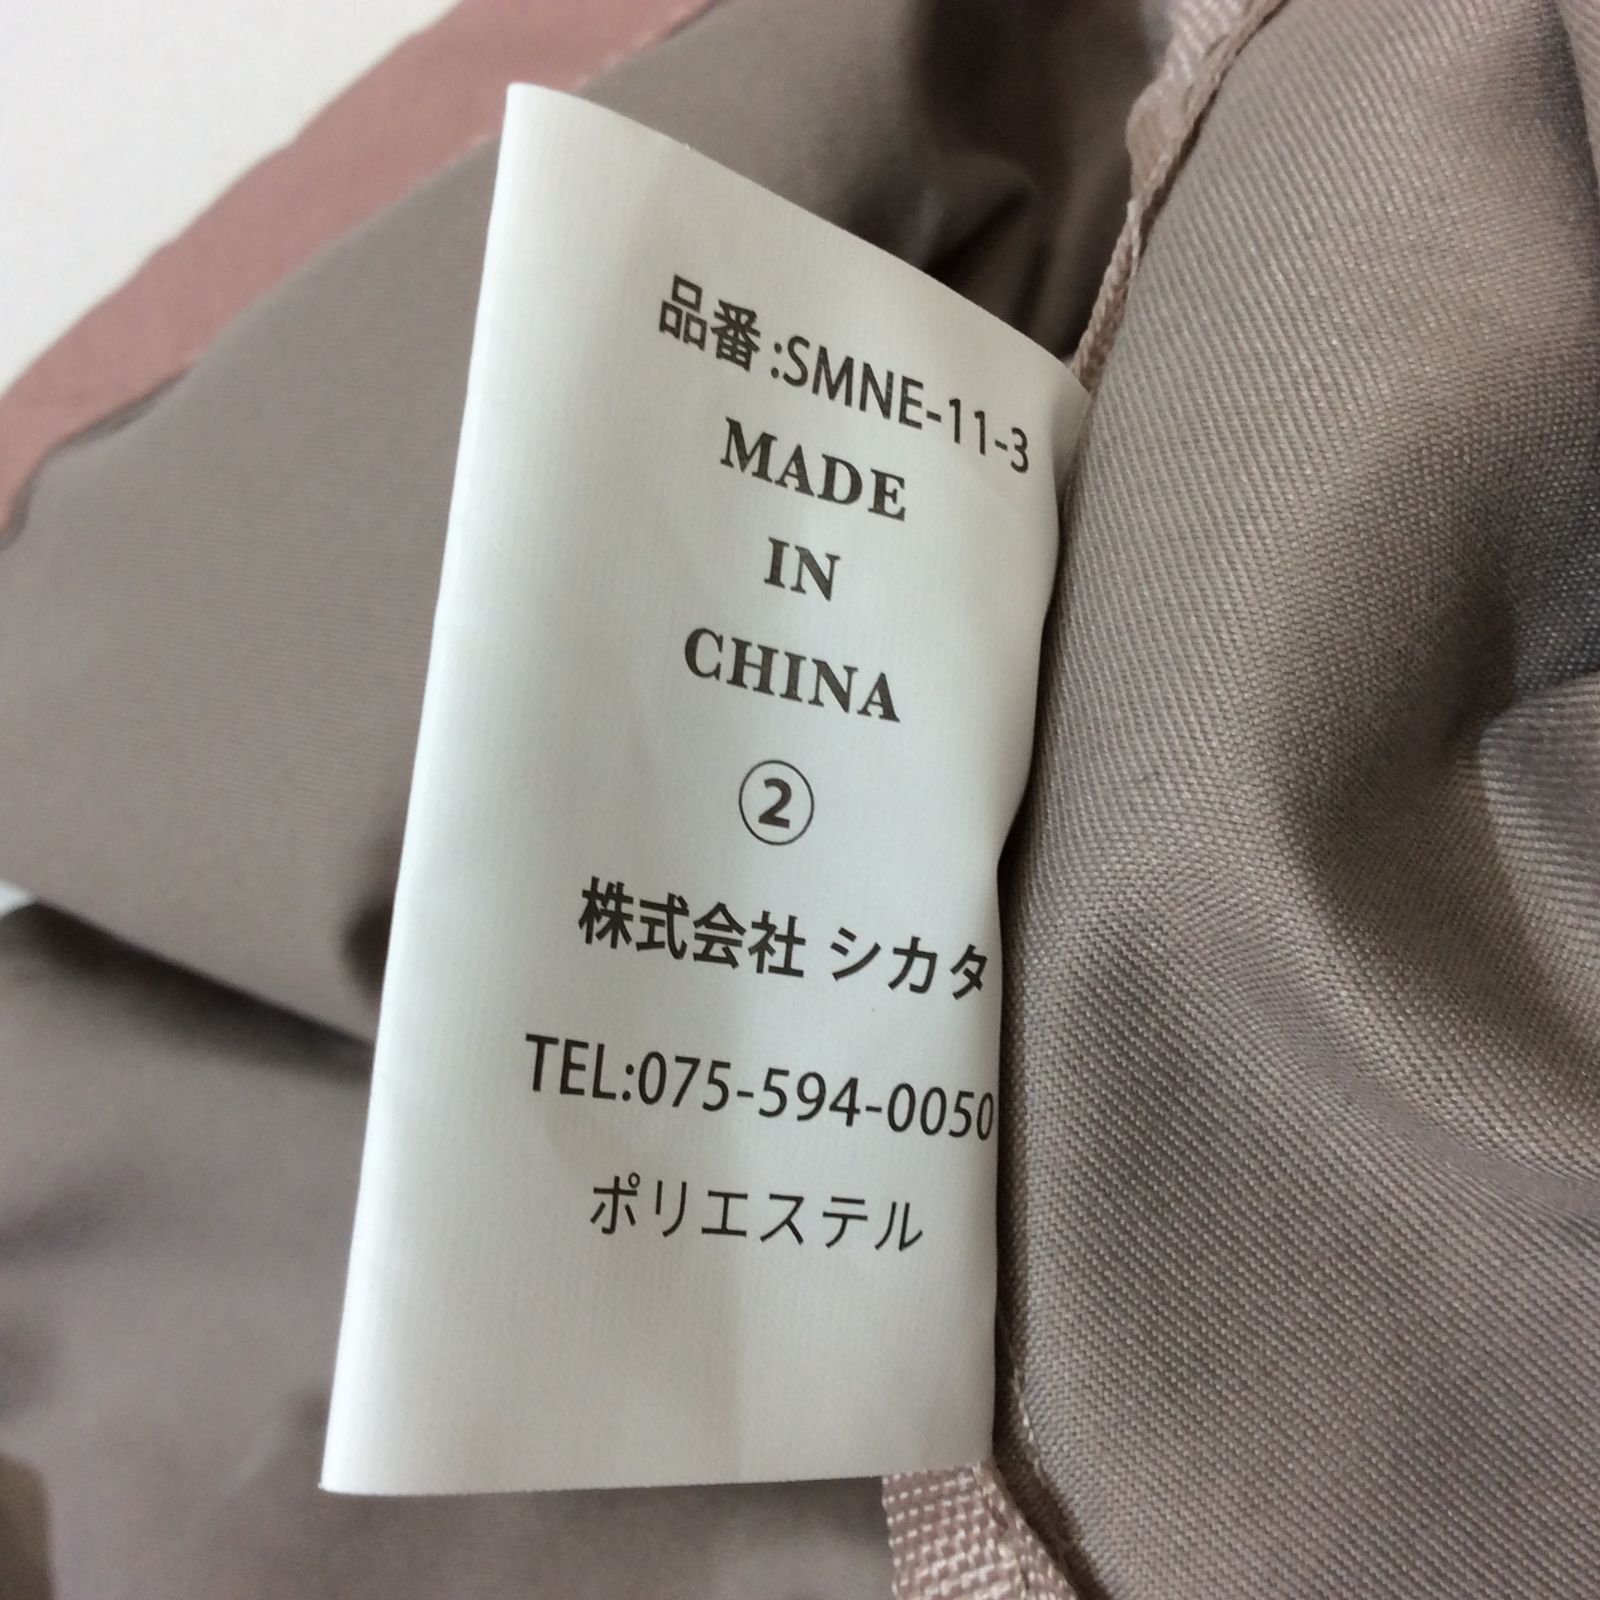 品番:SMNE-11-3
MADE
IN
CHINA
②
株式会社 シカタ
TEL:075-594-0050
ポリエステル